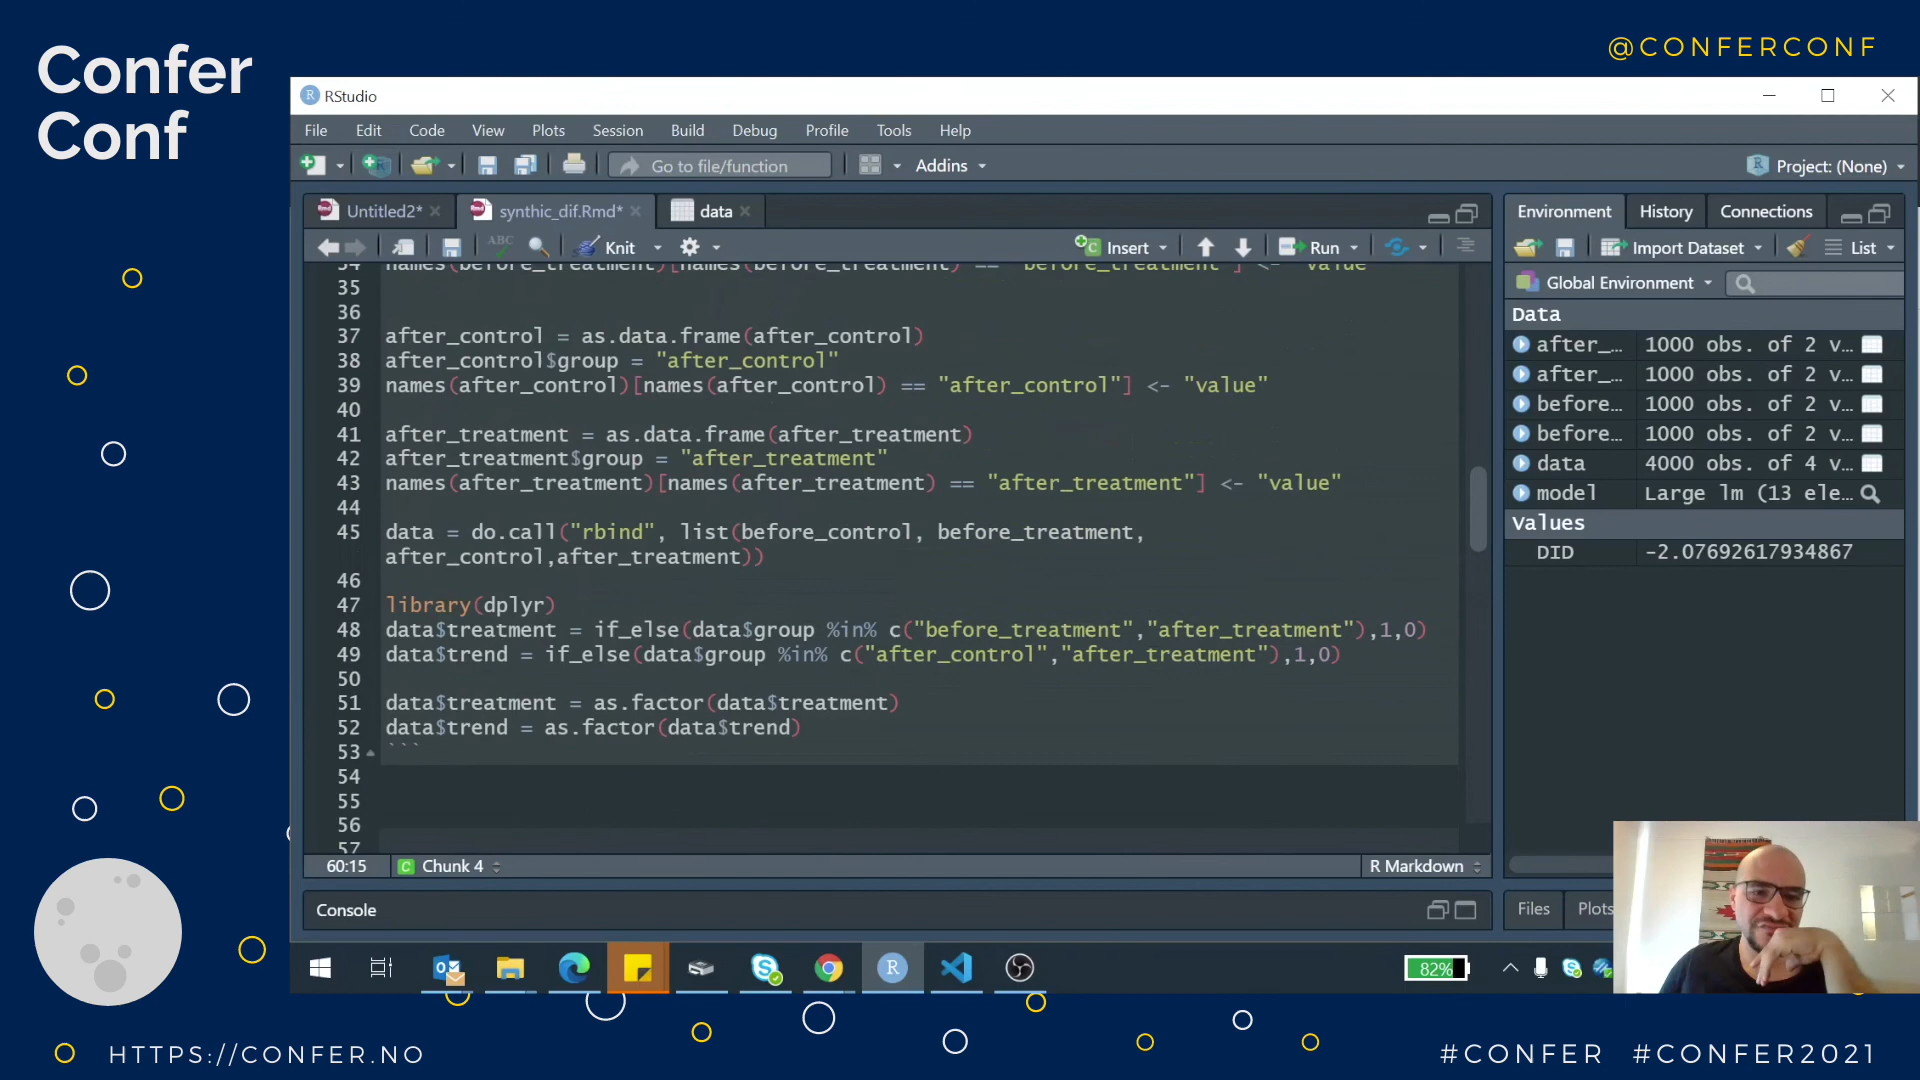 Confer
Conf
@CONFERCONF
RStudio
File Edit Code View Plots Session Build Debug Profile Tools Help
Go to file/function Addins Project: (None)
Untitled2* synthic_dif.Rmd* data
ABC Knit Insert Run
34 names(before_treatment)[names(before_treatment) == "before_treatment"] <- "value"
35
36
37 after_control = as.data.frame(after_control)
38 after_control$group = "after_control"
39 names(after_control)[names(after_control) == "after_control"] <- "value"
40
41 after_treatment = as.data.frame(after_treatment)
42 after_treatment$group = "after_treatment"
43 names(after_treatment)[names(after_treatment) == "after_treatment"] <- "value"
44
45 data = do.call("rbind", list(before_control, before_treatment,
after_control,after_treatment))
46
47 library(dplyr)
48 data$treatment = if_else(data$group %in% c("before_treatment","after_treatment"),1,0)
49 data$trend = if_else(data$group %in% c("after_control","after_treatment"),1,0)
50
51 data$treatment = as.factor(data$treatment)
52 data$trend = as.factor(data$trend)
53 ```
54
55
56
57
60:15 Chunk 4 R Markdown
Console
Environment History Connections
Import Dataset List
Global Environment
Data
after_… 1000 obs. of 2 v…
after_… 1000 obs. of 2 v…
before… 1000 obs. of 2 v…
before… 1000 obs. of 2 v…
data 4000 obs. of 4 v…
model Large lm (13 ele…
Values
DID -2.07692617934867
Files Plots
82%
HTTPS://CONFER.NO
#CONFER #CONFER2021